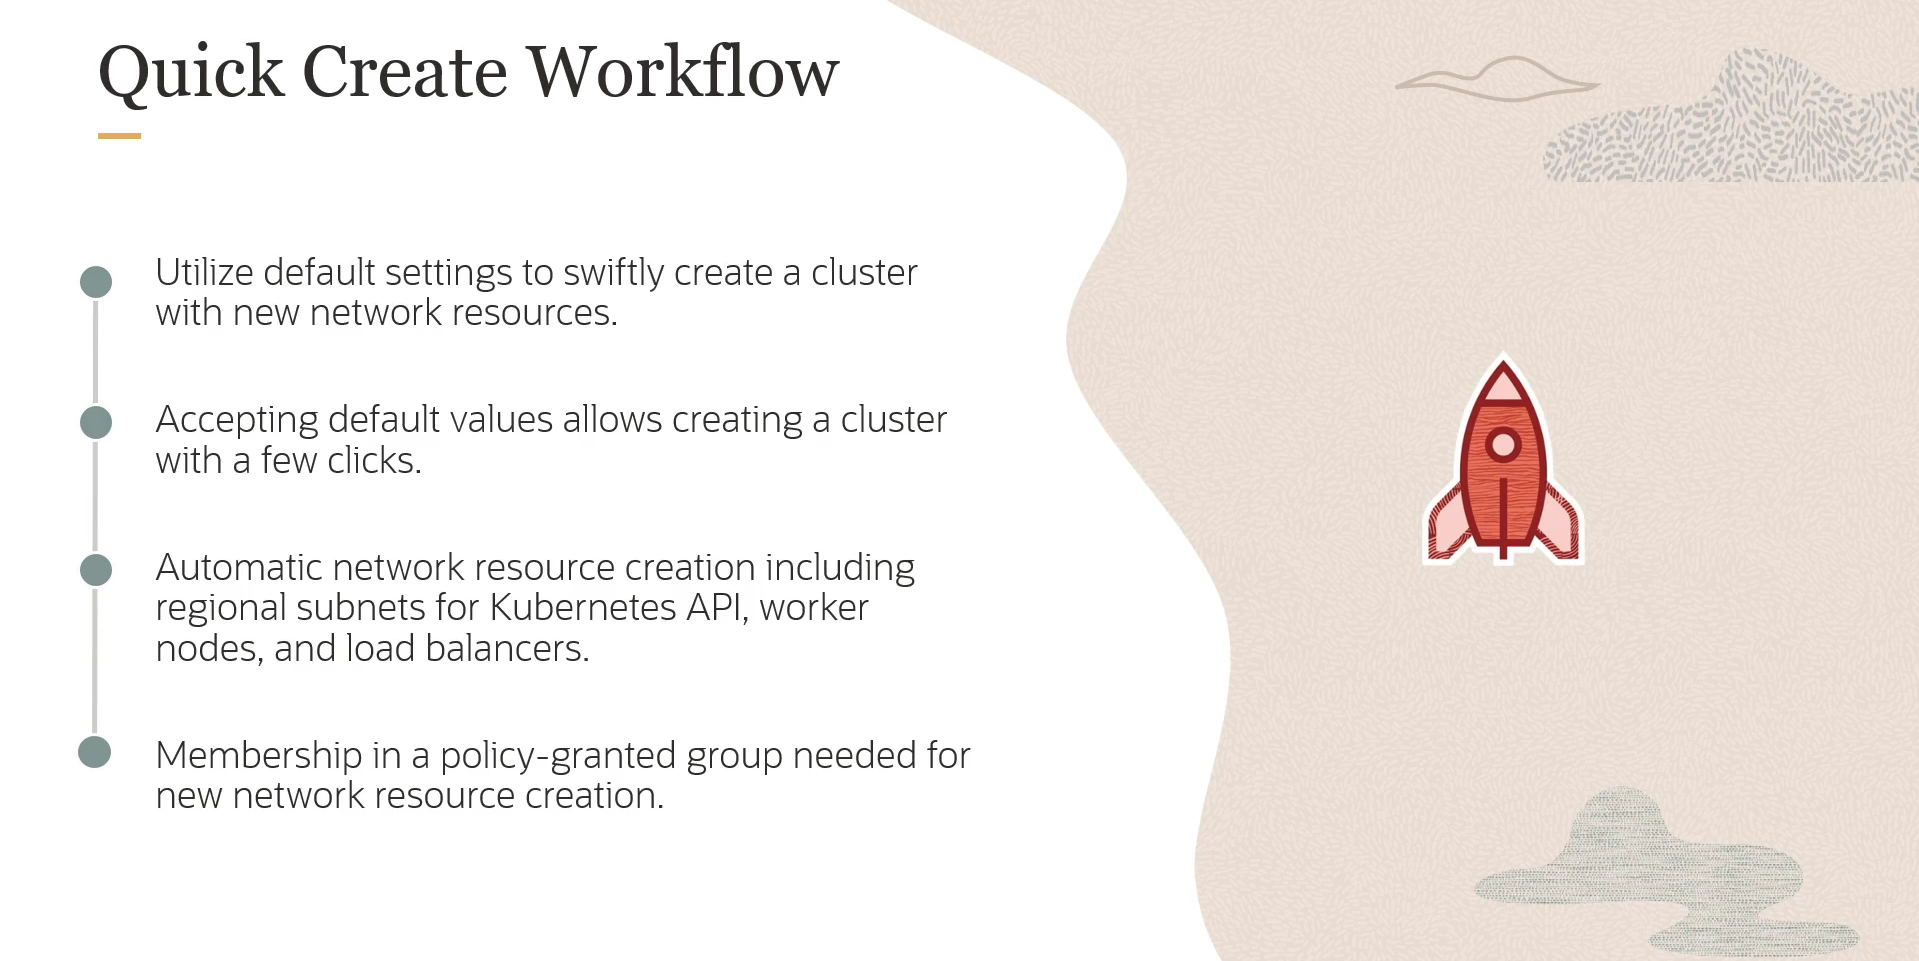 Quick Create Workflow
Utilize default settings to swiftly create a cluster
with new network resources.
Accepting default values allows creating a cluster
with a few clicks.
Automatic network resource creation including
regional subnets for Kubernetes API, worker
nodes, and load balancers.
Membership in a policy-granted group needed for
new network resource creation.